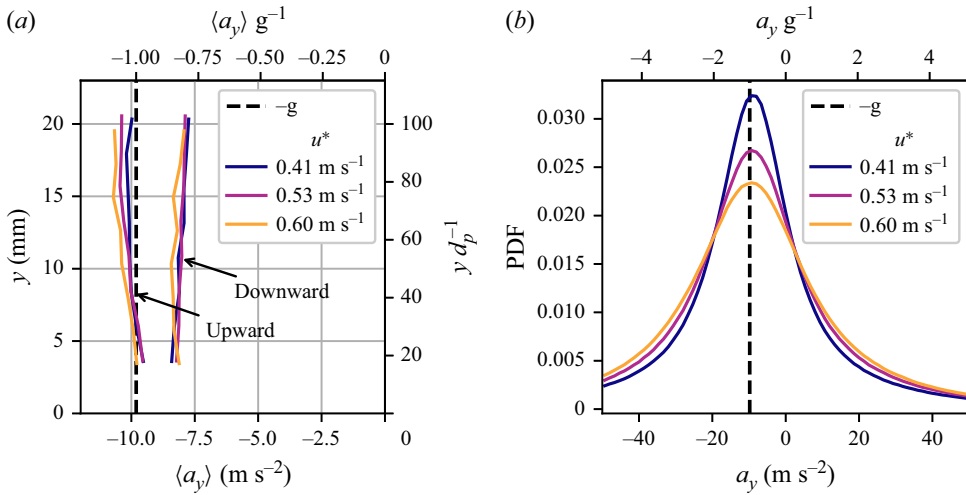 (a)
⟨a_y⟩ g⁻¹
−1.00 −0.75 −0.50 −0.25 0
−g
u*
0.41 m s⁻¹
0.53 m s⁻¹
0.60 m s⁻¹
Downward
Upward
y (mm)
20
15
10
5
0
y d_p⁻¹
100
80
60
40
20
0
−10.0 −7.5 −5.0 −2.5
⟨a_y⟩ (m s⁻²)
(b)
a_y g⁻¹
−4 −2 0 2 4
−g
u*
0.41 m s⁻¹
0.53 m s⁻¹
0.60 m s⁻¹
PDF
0.030
0.025
0.020
0.015
0.010
0.005
0
−40 −20 0 20 40
a_y (m s⁻²)